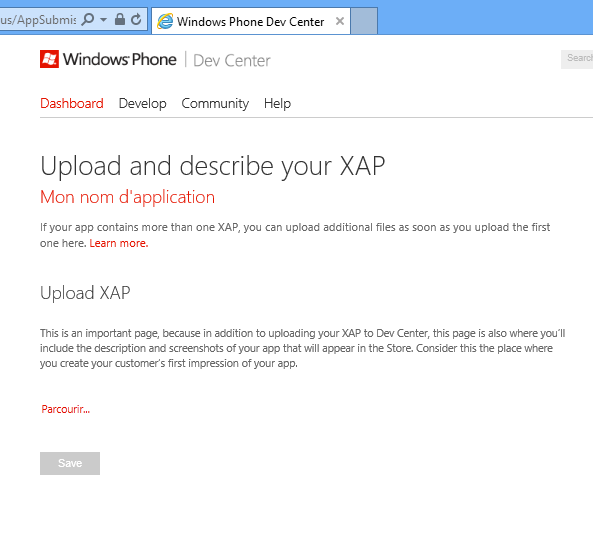 us/AppSubmi
Windows Phone Dev Center
Windows Phone | Dev Center
Search
Dashboard Develop Community Help
Upload and describe your XAP
Mon nom d'application
If your app contains more than one XAP, you can upload additional files as soon as you upload the first
one here. Learn more.
Upload XAP
This is an important page, because in addition to uploading your XAP to Dev Center, this page is also where you'll
include the description and screenshots of your app that will appear in the Store. Consider this the place where
you create your customer's first impression of your app.
Parcourir...
Save